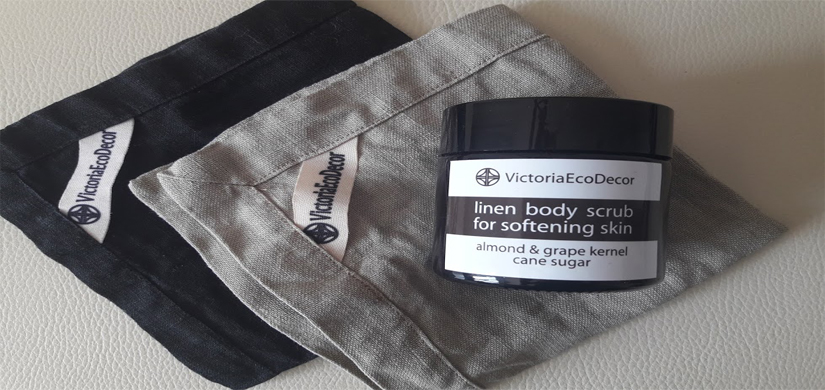 VictoriaEcoDecor
VictoriaEcoDecor
VictoriaEcoDecor
linen body scrub
for softening skin
almond & grape kernel
cane sugar